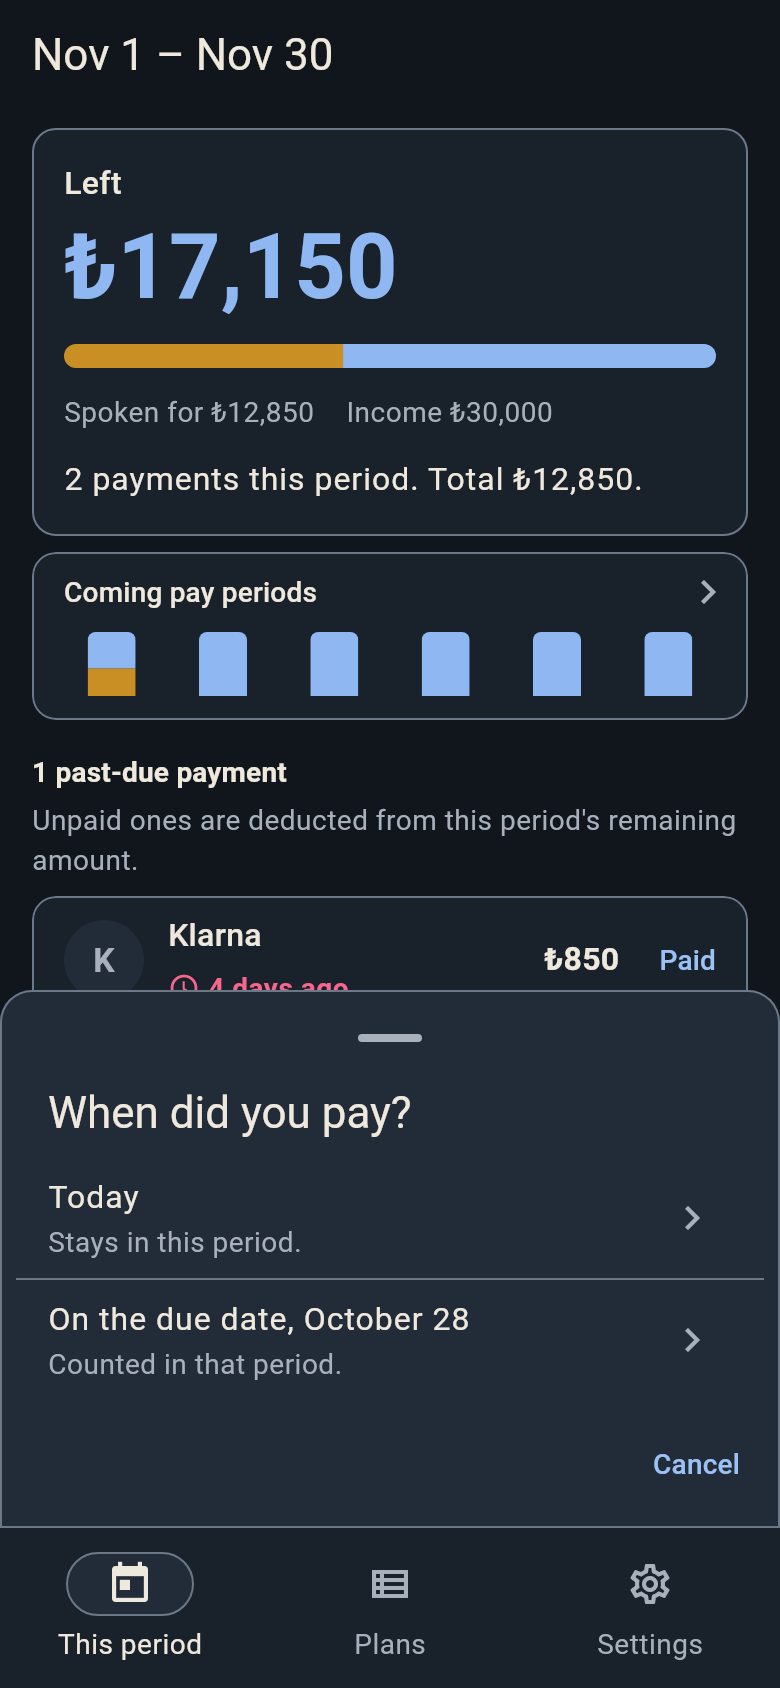 Nov 1 – Nov 30
Left
₺17,150
Spoken for ₺12,850 Income ₺30,000
2 payments this period. Total ₺12,850.
Coming pay periods
1 past-due payment
Unpaid ones are deducted from this period's remaining
amount.
K
Klarna
₺850
Paid
4 days ago
When did you pay?
Today
Stays in this period.
On the due date, October 28
Counted in that period.
Cancel
This period
Plans
Settings